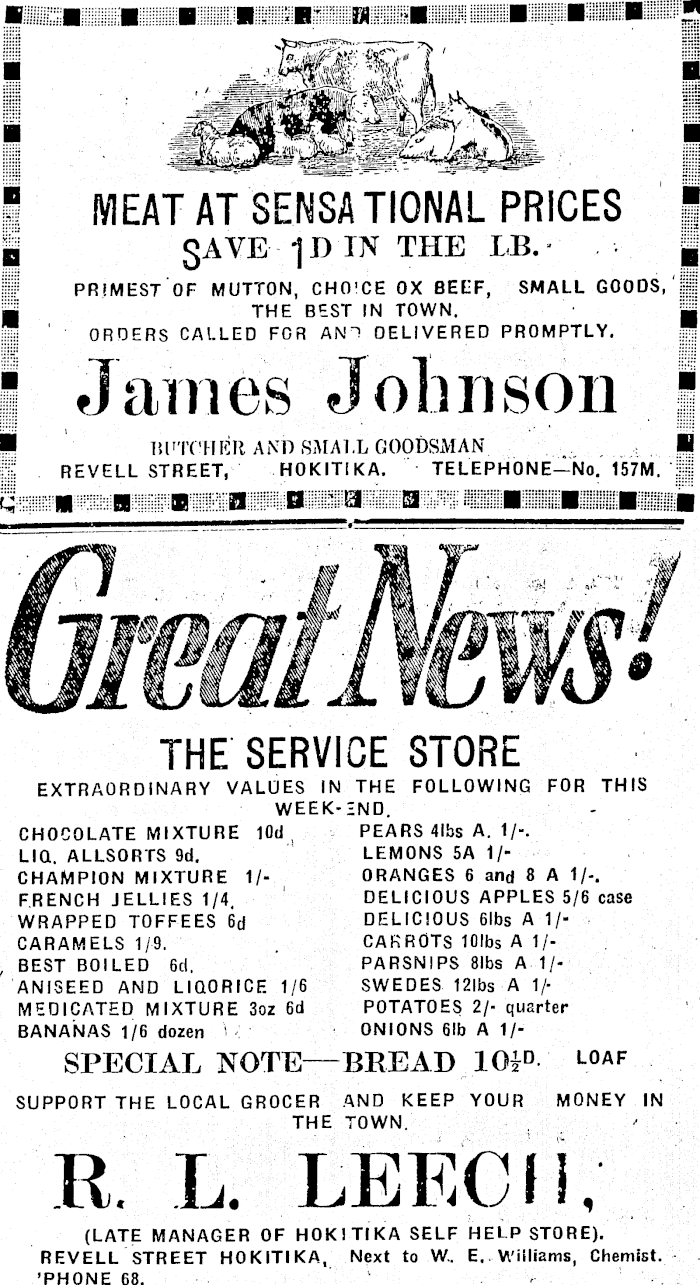 MEAT AT SENSATIONAL PRICES
SAVE 1D IN THE LB.
PRIMEST OF MUTTON, CHOICE OX BEEF, SMALL GOODS,
THE BEST IN TOWN.
ORDERS CALLED FOR AND DELIVERED PROMPTLY.
James Johnson
BUTCHER AND SMALL GOODSMAN
REVELL STREET, HOKITIKA. TELEPHONE—No. 157M.
Great News!
THE SERVICE STORE
EXTRAORDINARY VALUES IN THE FOLLOWING FOR THIS
WEEK-END.
CHOCOLATE MIXTURE 10d
LIQ. ALLSORTS 9d.
CHAMPION MIXTURE 1/-
FRENCH JELLIES 1/4.
WRAPPED TOFFEES 6d
CARAMELS 1/9.
BEST BOILED 6d.
ANISEED AND LIQORICE 1/6
MEDICATED MIXTURE 3oz 6d
BANANAS 1/6 dozen
PEARS 4lbs A. 1/-.
LEMONS 5A 1/-
ORANGES 6 and 8 A 1/-.
DELICIOUS APPLES 5/6 case
DELICIOUS 6lbs A 1/-
CARROTS 10lbs A 1/-
PARSNIPS 8lbs A 1/-
SWEDES 12lbs A 1/-
POTATOES 2/- quarter
ONIONS 6lb A 1/-
SPECIAL NOTE—BREAD 10½D. LOAF
SUPPORT THE LOCAL GROCER AND KEEP YOUR MONEY IN
THE TOWN.
R. L. LEECH,
(LATE MANAGER OF HOKITIKA SELF HELP STORE).
REVELL STREET HOKITIKA, Next to W. E. Williams, Chemist.
'PHONE 68.